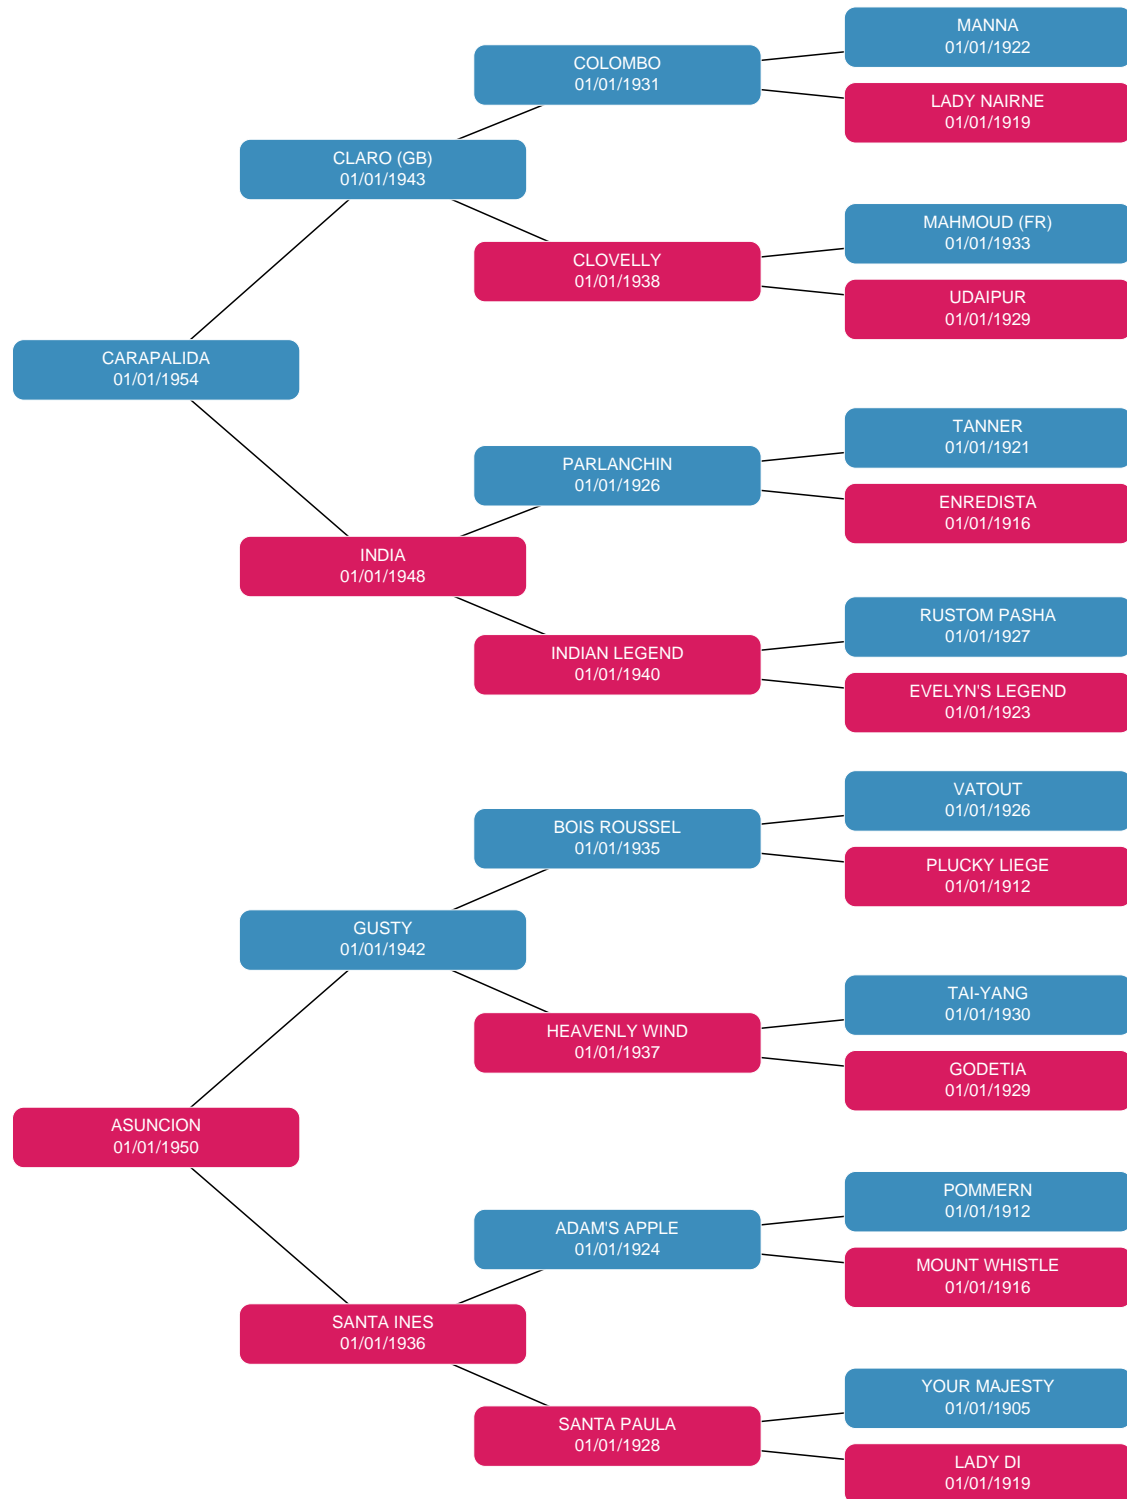 MANNA
01/01/1922
COLOMBO
01/01/1931
LADY NAIRNE
01/01/1919
CLARO (GB)
01/01/1943
MAHMOUD (FR)
01/01/1933
CLOVELLY
01/01/1938
UDAIPUR
01/01/1929
CARAPALIDA
01/01/1954
TANNER
01/01/1921
PARLANCHIN
01/01/1926
ENREDISTA
01/01/1916
INDIA
01/01/1948
RUSTOM PASHA
01/01/1927
INDIAN LEGEND
01/01/1940
EVELYN'S LEGEND
01/01/1923
VATOUT
01/01/1926
BOIS ROUSSEL
01/01/1935
PLUCKY LIEGE
01/01/1912
GUSTY
01/01/1942
TAI-YANG
01/01/1930
HEAVENLY WIND
01/01/1937
GODETIA
01/01/1929
ASUNCION
01/01/1950
POMMERN
01/01/1912
ADAM'S APPLE
01/01/1924
MOUNT WHISTLE
01/01/1916
SANTA INES
01/01/1936
YOUR MAJESTY
01/01/1905
SANTA PAULA
01/01/1928
LADY DI
01/01/1919